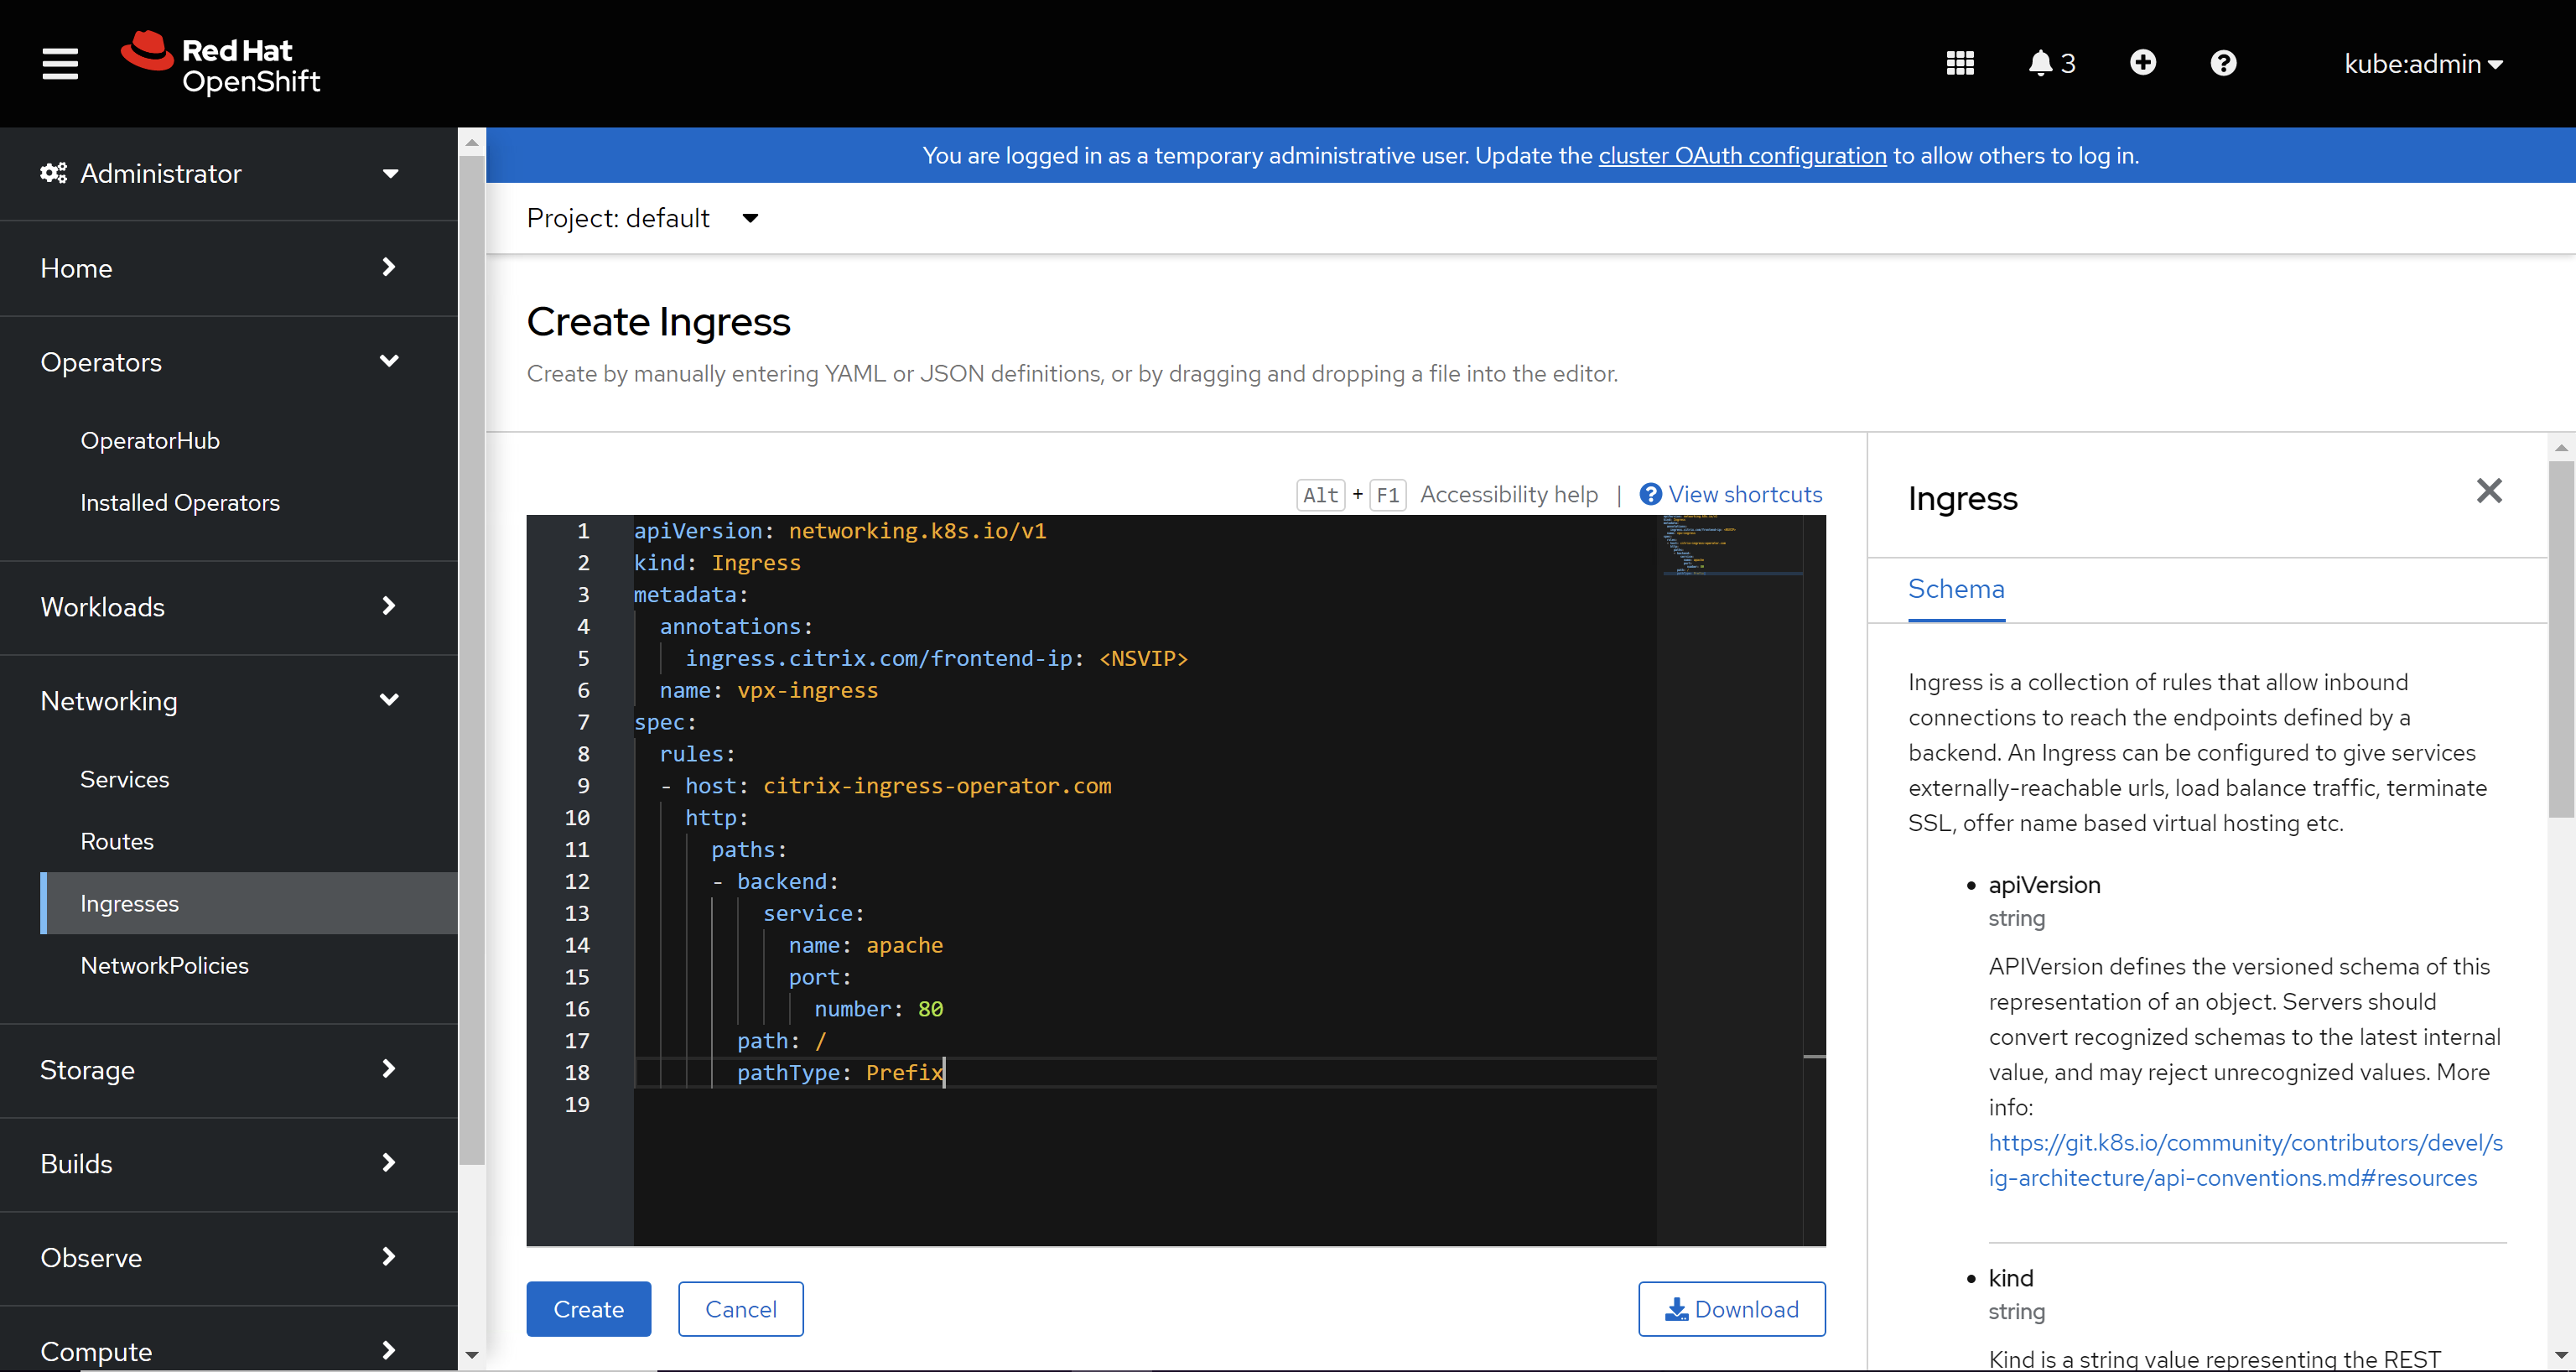 Red Hat
OpenShift
3
kube:admin
Administrator
Home
Operators
OperatorHub
Installed Operators
Workloads
Networking
Services
Routes
Ingresses
NetworkPolicies
Storage
Builds
Observe
Compute
You are logged in as a temporary administrative user. Update the cluster OAuth configuration to allow others to log in.
Project: default
Create Ingress
Create by manually entering YAML or JSON definitions, or by dragging and dropping a file into the editor.
Alt + F1 Accessibility help | View shortcuts
1 apiVersion: networking.k8s.io/v1
2 kind: Ingress
3 metadata:
4   annotations:
5     ingress.citrix.com/frontend-ip: <NSVIP>
6   name: vpx-ingress
7 spec:
8   rules:
9   - host: citrix-ingress-operator.com
10     http:
11       paths:
12       - backend:
13           service:
14             name: apache
15             port:
16               number: 80
17         path: /
18         pathType: Prefix
19
Create Cancel Download
Ingress
Schema
Ingress is a collection of rules that allow inbound
connections to reach the endpoints defined by a
backend. An Ingress can be configured to give services
externally-reachable urls, load balance traffic, terminate
SSL, offer name based virtual hosting etc.
• apiVersion
string
APIVersion defines the versioned schema of this
representation of an object. Servers should
convert recognized schemas to the latest internal
value, and may reject unrecognized values. More
info:
https://git.k8s.io/community/contributors/devel/s
ig-architecture/api-conventions.md#resources
• kind
string
Kind is a string value representing the REST